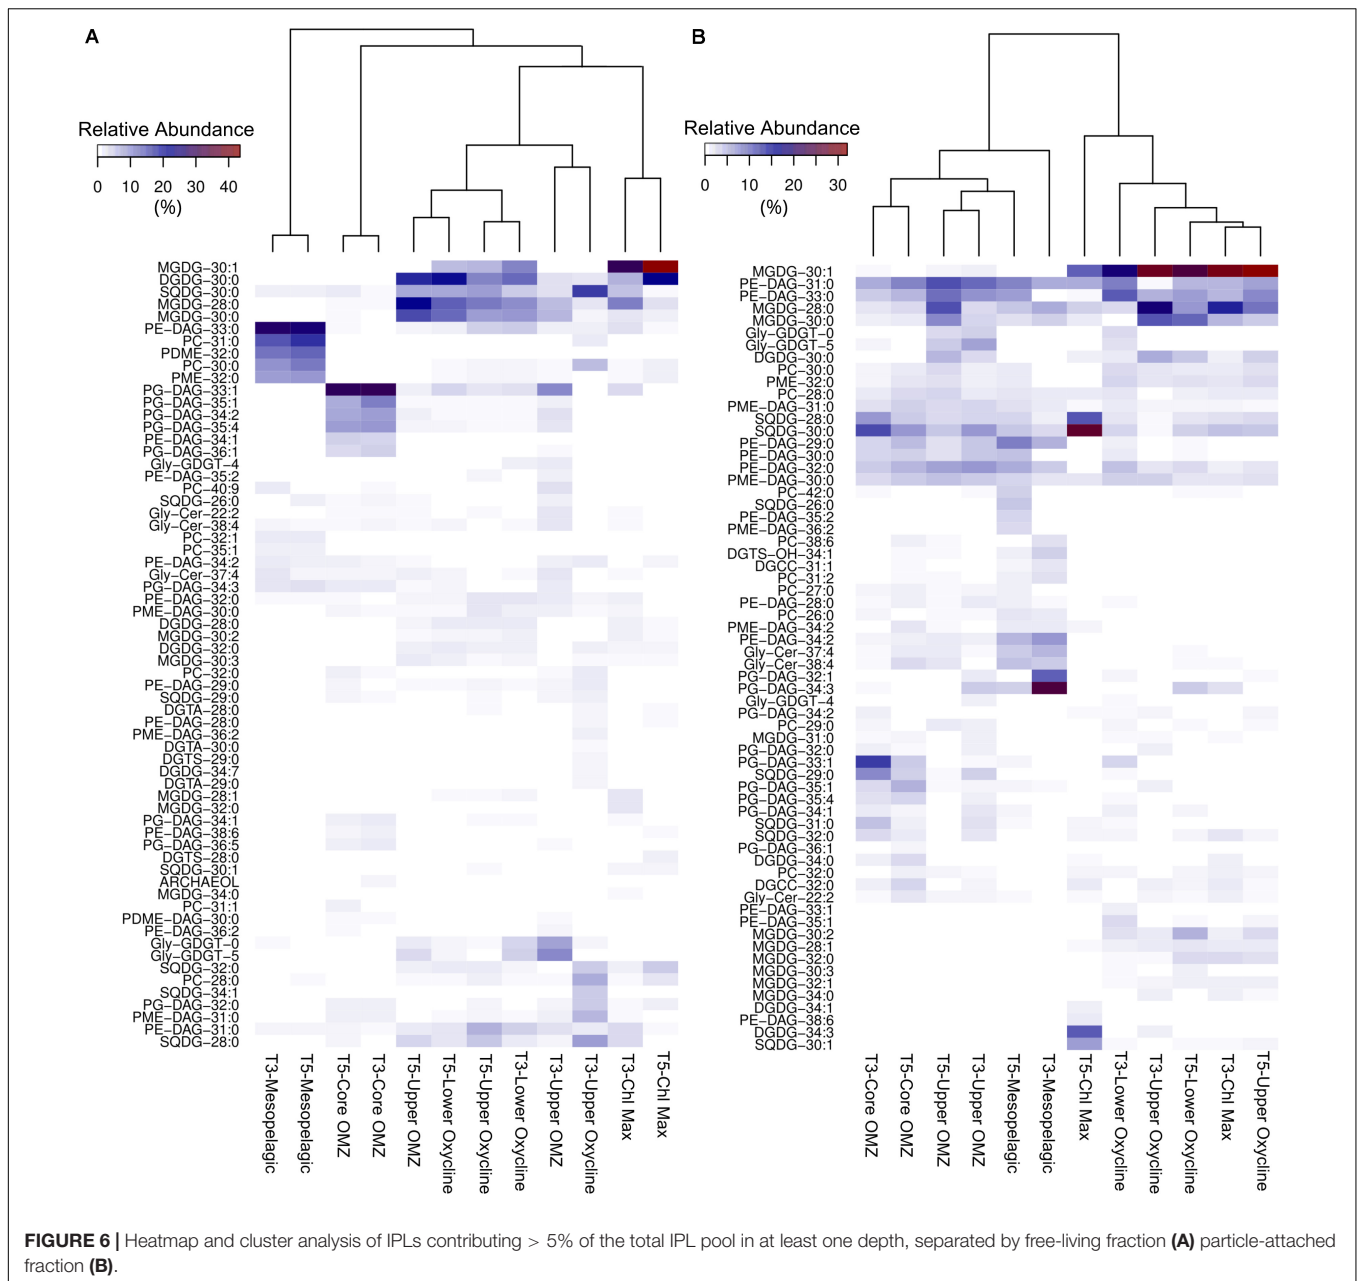 A
Relative Abundance
0 10 20 30 40
(%)
MGDG-30:1
DGDG-30:0
SQDG-30:0
MGDG-28:0
MGDG-30:0
PE-DAG-33:0
PC-31:0
PDME-32:0
PC-30:0
PME-32:0
PG-DAG-33:1
PG-DAG-35:1
PG-DAG-34:2
PG-DAG-35:4
PE-DAG-34:1
PG-DAG-36:1
Gly-GDGT-4
PE-DAG-35:2
PC-40:9
SQDG-26:0
Gly-Cer-22:2
Gly-Cer-38:4
PC-32:1
PC-35:1
PE-DAG-34:2
Gly-Cer-37:4
PG-DAG-34:3
PE-DAG-32:0
PME-DAG-30:0
DGDG-28:0
MGDG-30:2
DGDG-32:0
MGDG-30:3
PC-32:0
PE-DAG-29:0
SQDG-29:0
DGTA-28:0
PE-DAG-28:0
PME-DAG-36:2
DGTA-30:0
DGTS-29:0
DGDG-34:7
DGTA-29:0
MGDG-28:1
MGDG-32:0
PG-DAG-34:1
PE-DAG-38:6
PG-DAG-36:5
DGTS-28:0
SQDG-30:1
ARCHAEOL
MGDG-34:0
PC-31:1
PDME-DAG-30:0
PE-DAG-36:2
Gly-GDGT-0
Gly-GDGT-5
SQDG-32:0
PC-28:0
SQDG-34:1
PG-DAG-32:0
PME-DAG-31:0
PE-DAG-31:0
SQDG-28:0
T3-Mesopelagic
T5-Mesopelagic
T5-Core OMZ
T3-Core OMZ
T5-Upper OMZ
T5-Lower Oxycline
T5-Upper Oxycline
T3-Lower Oxycline
T3-Upper OMZ
T3-Upper Oxycline
T3-Chl Max
T5-Chl Max
B
Relative Abundance
0 10 20 30
(%)
MGDG-30:1
PE-DAG-31:0
PE-DAG-33:0
MGDG-28:0
MGDG-30:0
Gly-GDGT-0
Gly-GDGT-5
DGDG-30:0
PC-30:0
PME-32:0
PC-28:0
PME-DAG-31:0
SQDG-28:0
SQDG-30:0
PE-DAG-29:0
PE-DAG-30:0
PE-DAG-32:0
PME-DAG-30:0
PC-42:0
SQDG-26:0
PE-DAG-35:2
PME-DAG-36:2
PC-38:6
DGTS-OH-34:1
DGCC-31:1
PC-31:2
PC-27:0
PE-DAG-28:0
PC-26:0
PME-DAG-34:2
PE-DAG-34:2
Gly-Cer-37:4
Gly-Cer-38:4
PG-DAG-32:1
PG-DAG-34:3
Gly-GDGT-4
PG-DAG-34:2
PC-29:0
MGDG-31:0
PG-DAG-32:0
PG-DAG-33:1
SQDG-29:0
PG-DAG-35:1
PG-DAG-35:4
PG-DAG-34:1
SQDG-31:0
SQDG-32:0
PG-DAG-36:1
DGDG-34:0
PC-32:0
DGCC-32:0
Gly-Cer-22:2
PE-DAG-33:1
PE-DAG-35:1
MGDG-30:2
MGDG-28:1
MGDG-32:0
MGDG-30:3
MGDG-32:1
MGDG-34:0
DGDG-34:1
PE-DAG-38:6
DGDG-34:3
SQDG-30:1
T3-Core OMZ
T5-Core OMZ
T5-Upper OMZ
T3-Upper OMZ
T5-Mesopelagic
T3-Mesopelagic
T5-Chl Max
T3-Lower Oxycline
T3-Upper Oxycline
T5-Lower Oxycline
T3-Chl Max
T5-Upper Oxycline
FIGURE 6 | Heatmap and cluster analysis of IPLs contributing > 5% of the total IPL pool in at least one depth, separated by free-living fraction (A) particle-attached
fraction (B).